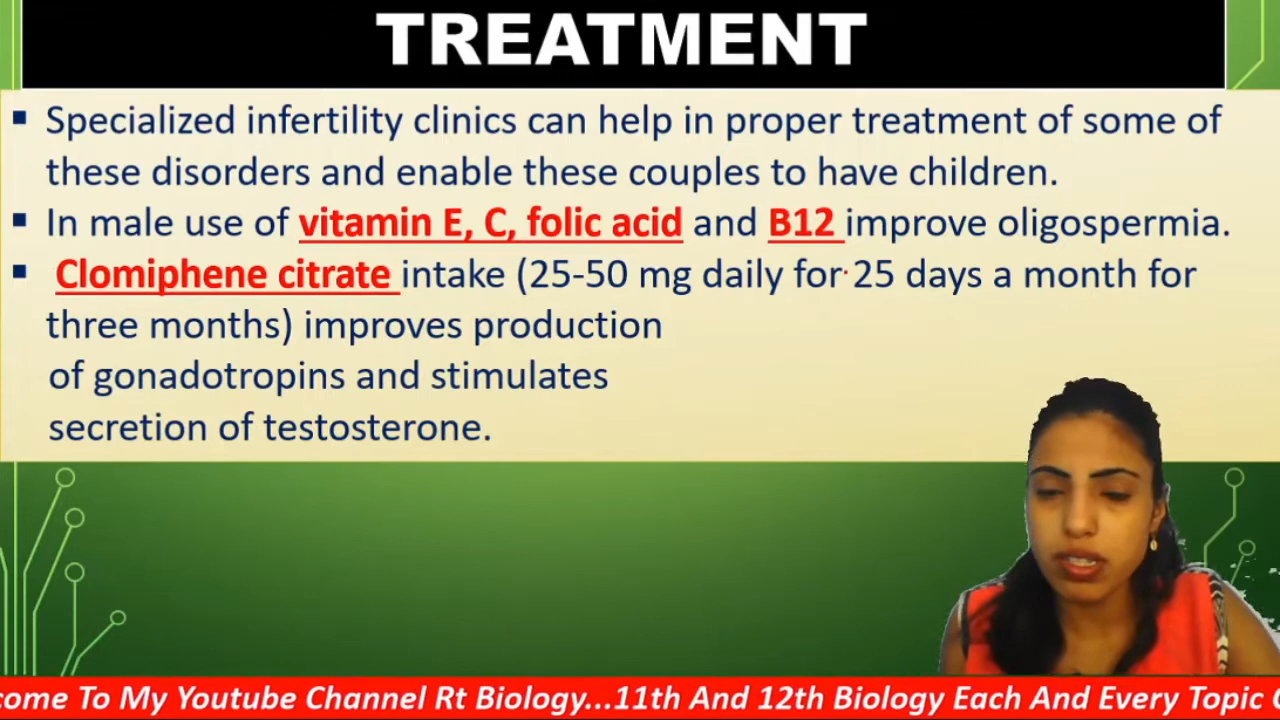 TREATMENT
▪ Specialized infertility clinics can help in proper treatment of some of
these disorders and enable these couples to have children.
▪ In male use of vitamin E, C, folic acid and B12 improve oligospermia.
▪ Clomiphene citrate intake (25-50 mg daily for 25 days a month for
three months) improves production
of gonadotropins and stimulates
secretion of testosterone.
come To My Youtube Channel Rt Biology...11th And 12th Biology Each And Every Topic